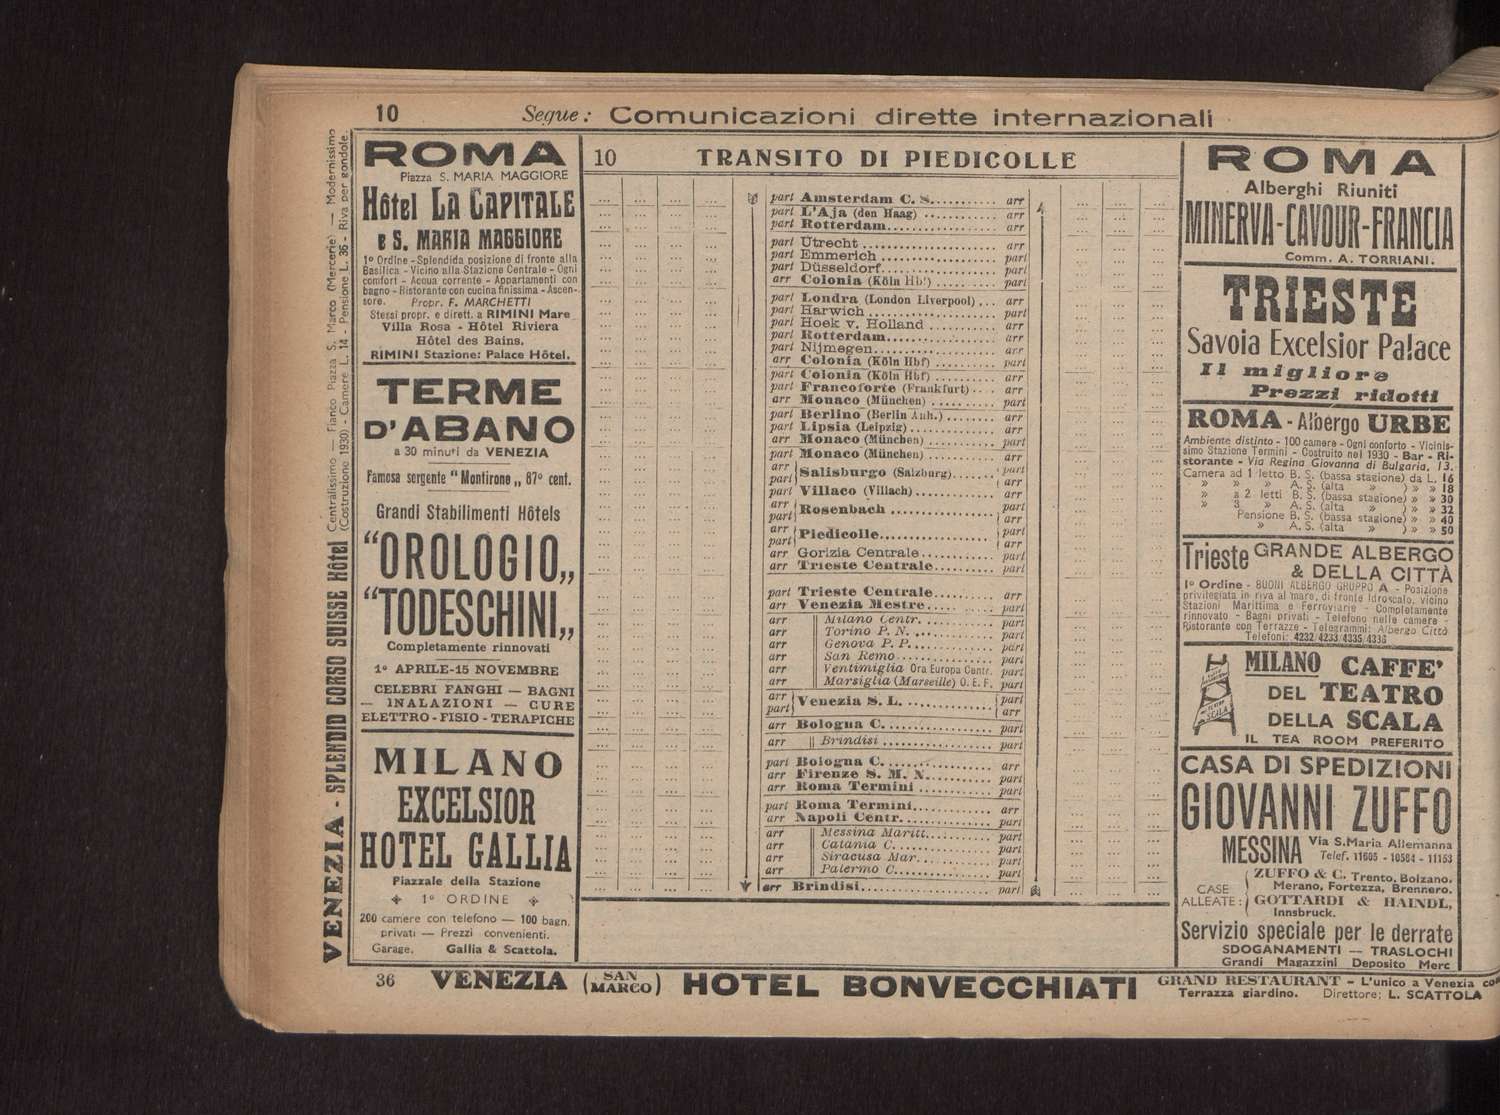 10
Segue: Comunicazioni dirette internazionali
VENEZIA - SPLENDID CORSO SUISSE Hôtel
Centralissimo — Fianco Piazza S. Marco (Mercerie) — Modernissimo
(Costruzione 1930) - Camere L. 14 - Pensione L. 36 - Riva per gondole.
ROMA
Piazza S. MARIA MAGGIORE
Hôtel LA CAPITALE
E S. MARIA MAGGIORE
1º Ordine - Splendida posizione di fronte alla
Basilica - Vicino alla Stazione Centrale - Ogni
comfort - Acqua corrente - Appartamenti con
bagno - Ristorante con cucina finissima - Ascen-
sore. Propr. F. MARCHETTI
Stessi propr. e dirett. a RIMINI Mare
Villa Rosa - Hôtel Riviera
Hôtel des Bains.
RIMINI Stazione: Palace Hôtel.
TERME
D'ABANO
a 30 minuti da VENEZIA
Famosa sorgente “ Montirone „ 87º cent.
Grandi Stabilimenti Hôtels
“OROLOGIO„
“TODESCHINI„
Completamente rinnovati
1º APRILE-15 NOVEMBRE
CELEBRI FANGHI — BAGNI
— INALAZIONI — CURE
ELETTRO - FISIO - TERAPICHE
MILANO
EXCELSIOR
HOTEL GALLIA
Piazzale della Stazione
1º ORDINE
200 camere con telefono — 100 bagn.
privati — Prezzi convenienti.
Garage. Gallia & Scattola.
10 TRANSITO DI PIEDICOLLE
part Amsterdam C. S. .......... arr
part L'Aja (den Haag) .......... arr
part Rotterdam .......... arr
part Utrecht .......... arr
part Emmerich .......... part
part Düsseldorf .......... part
arr Colonia (Köln Hb!) .......... part
part Londra (London Liverpool) ... arr
part Harwich .......... part
part Hoek v. Holland .......... arr
part Rotterdam .......... arr
part Nijmegen .......... arr
arr Colonia (Köln Hbf) .......... part
part Colonia (Köln Hbf) .......... arr
part Francoforte (Frankfurt) .... arr
arr Monaco (München) .......... part
part Berlino (Berlin Anh.) .......... arr
part Lipsia (Leipzig) .......... arr
arr Monaco (München) .......... part
part Monaco (München) .......... arr
arr part Salisburgo (Salzburg) ....... part arr
part Villaco (Villach) .......... arr
arr part Rosenbach .......... part arr
arr part Piedicolle .......... part arr
arr Gorizia Centrale .......... part
arr Trieste Centrale .......... part
part Trieste Centrale .......... arr
arr Venezia Mestre .......... part
arr Milano Centr. .......... part
arr Torino P. N. .......... part
arr Genova P. P. .......... part
arr San Remo .......... part
arr Ventimiglia Ora Europa Centr. part
arr Marsiglia (Marseille) O. E. F. part
arr part Venezia S. L. .......... part arr
arr Bologna C. .......... part
arr Brindisi .......... part
part Bologna C. .......... arr
arr Firenze S. M. N. .......... part
arr Roma Termini .......... part
part Roma Termini .......... arr
arr Napoli Centr. .......... part
arr Messina Maritt. .......... part
arr Catania C. .......... part
arr Siracusa Mar. .......... part
arr Palermo C. .......... part
arr Brindisi .......... part
ROMA
Alberghi Riuniti
MINERVA-CAVOUR-FRANCIA
Comm. A. TORRIANI.
TRIESTE
Savoia Excelsior Palace
Il migliore
Prezzi ridotti
ROMA - Albergo URBE
Ambiente distinto - 100 camere - Ogni conforto - Vicinis-
simo Stazione Termini - Costruito nel 1930 - Bar - Ri-
storante - Via Regina Giovanna di Bulgaria, 13.
Camera ad 1 letto B. S. (bassa stagione) da L. 16
» » » A. S. (alta » ) » » 18
» a 2 letti B. S. (bassa stagione) » » 30
» 3 » A. S. (alta » ) » » 32
Pensione B. S. (bassa stagione) » » 40
» A. S. (alta » ) » » 50
Trieste GRANDE ALBERGO
& DELLA CITTÀ
1º Ordine - BUONI ALBERGO GRUPPO A - Posizione
privilegiata in riva al mare, di fronte Idroscalo, vicino
Stazioni Marittima e Ferroviarie - Completamente
rinnovato - Bagni privati - Telefono nelle camere -
Ristorante con Terrazze - Telegrammi: Albergo Città
Telefoni: 4232/4233/4335/4336
MILANO CAFFE'
DEL TEATRO
DELLA SCALA
IL TEA ROOM PREFERITO
SCALA
CASA DI SPEDIZIONI
GIOVANNI ZUFFO
MESSINA Via S. Maria Allemanna
Telef. 11605 - 10504 - 11153
CASE ALLEATE:
ZUFFO & C. Trento, Bolzano,
Merano, Fortezza, Brennero.
GOTTARDI & HAINDL,
Innsbruck.
Servizio speciale per le derrate
SDOGANAMENTI — TRASLOCHI
Grandi Magazzini Deposito Merc
36 VENEZIA (SAN MARCO) HOTEL BONVECCHIATI
GRAND RESTAURANT - L'unico a Venezia co
Terrazza giardino. Direttore: L. SCATTOLA